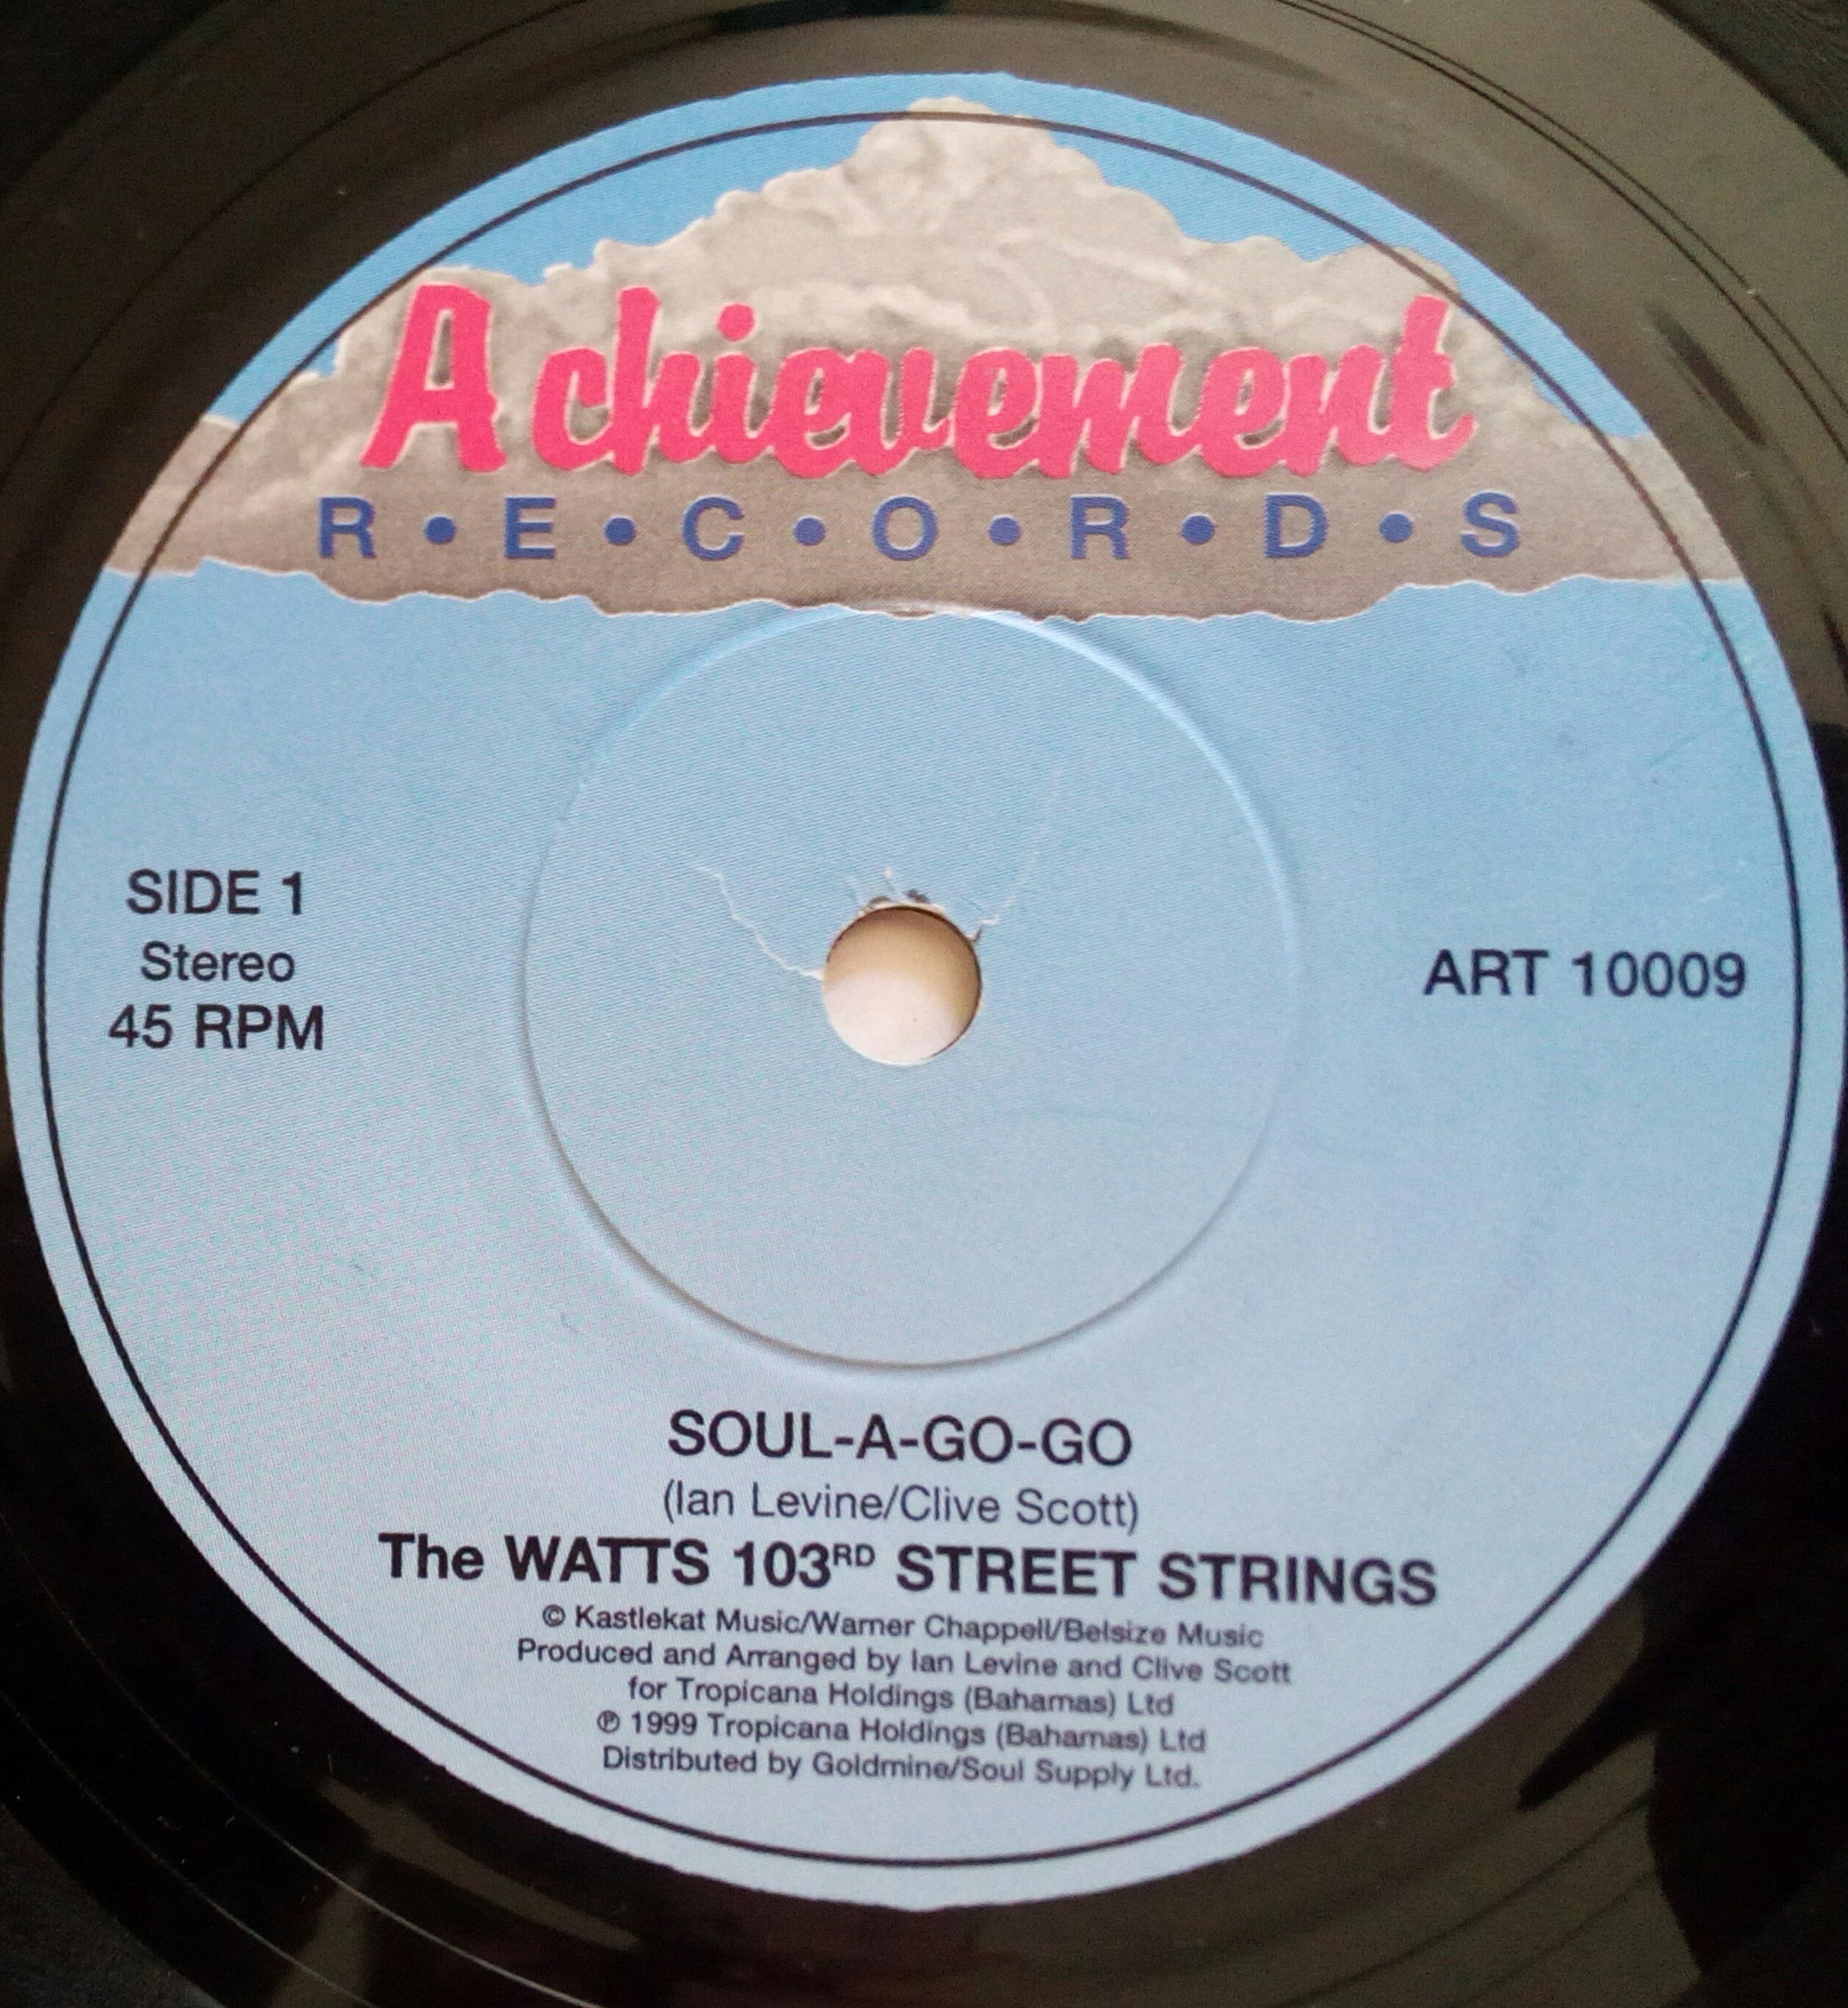 Achievement
R•E•C•O•R•D•S
SIDE 1
Stereo
45 RPM
ART 10009
SOUL-A-GO-GO
(Ian Levine/Clive Scott)
The WATTS 103RD STREET STRINGS
© Kastlekat Music/Warner Chappell/Belsize Music
Produced and Arranged by Ian Levine and Clive Scott
for Tropicana Holdings (Bahamas) Ltd
℗ 1999 Tropicana Holdings (Bahamas) Ltd
Distributed by Goldmine/Soul Supply Ltd.